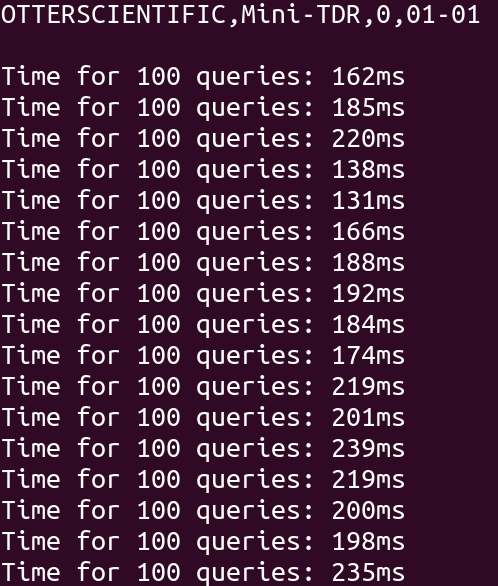 OTTERSCIENTIFIC,Mini-TDR,0,01-01
Time for 100 queries: 162ms
Time for 100 queries: 185ms
Time for 100 queries: 220ms
Time for 100 queries: 138ms
Time for 100 queries: 131ms
Time for 100 queries: 166ms
Time for 100 queries: 188ms
Time for 100 queries: 192ms
Time for 100 queries: 184ms
Time for 100 queries: 174ms
Time for 100 queries: 219ms
Time for 100 queries: 201ms
Time for 100 queries: 239ms
Time for 100 queries: 219ms
Time for 100 queries: 200ms
Time for 100 queries: 198ms
Time for 100 queries: 235ms